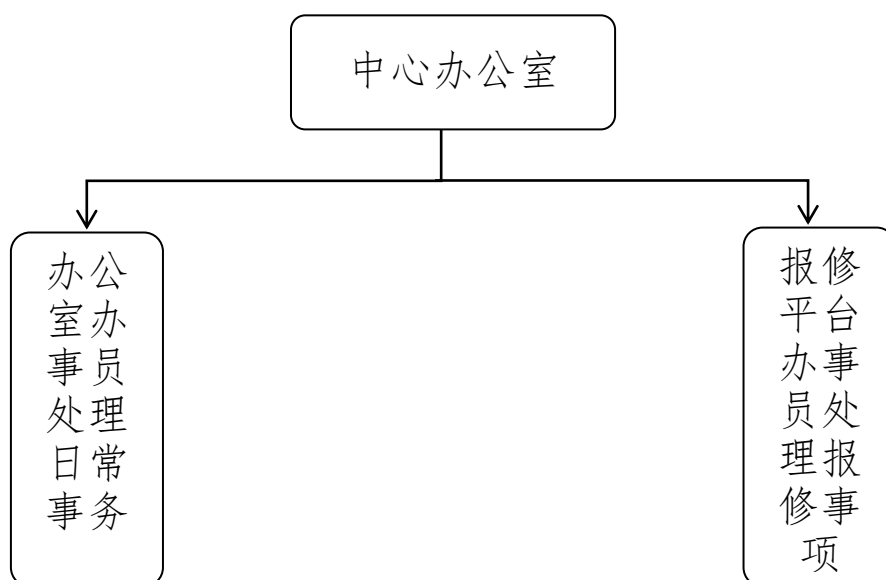 中心办公室
办公
室办
事员
处理
日常
事务
报修
平台
办事
员处
理报
修事
项